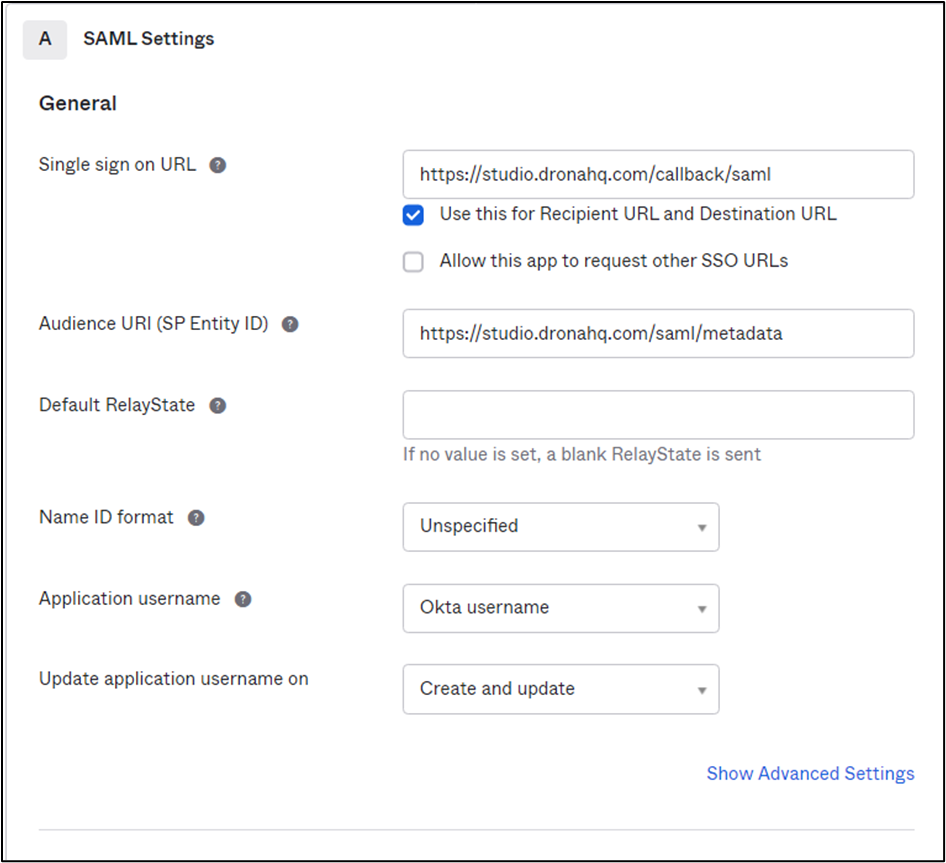 A SAML Settings
General
Single sign on URL ?
https://studio.dronahq.com/callback/saml
Use this for Recipient URL and Destination URL
Allow this app to request other SSO URLs
Audience URI (SP Entity ID) ?
https://studio.dronahq.com/saml/metadata
Default RelayState ?
If no value is set, a blank RelayState is sent
Name ID format ?
Unspecified
Application username ?
Okta username
Update application username on
Create and update
Show Advanced Settings